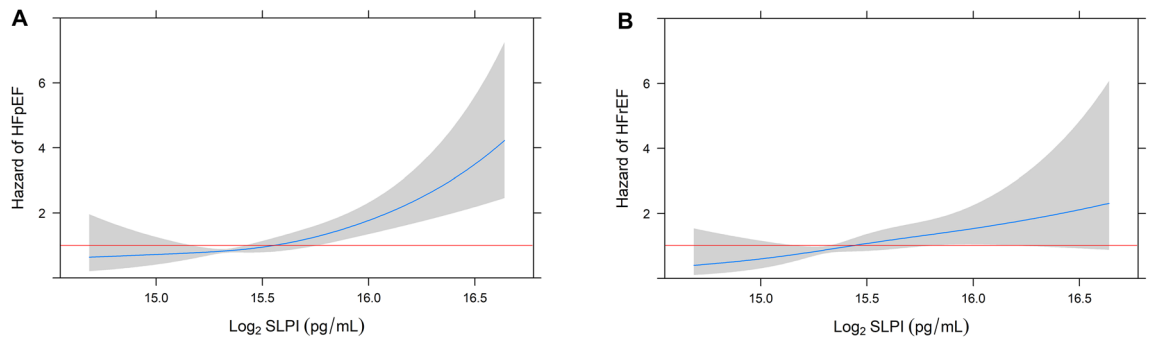 A
Hazard of HFpEF
6
4
2
15.0 15.5 16.0 16.5
Log₂ SLPI (pg/mL)
B
Hazard of HFrEF
6
4
2
15.0 15.5 16.0 16.5
Log₂ SLPI (pg/mL)